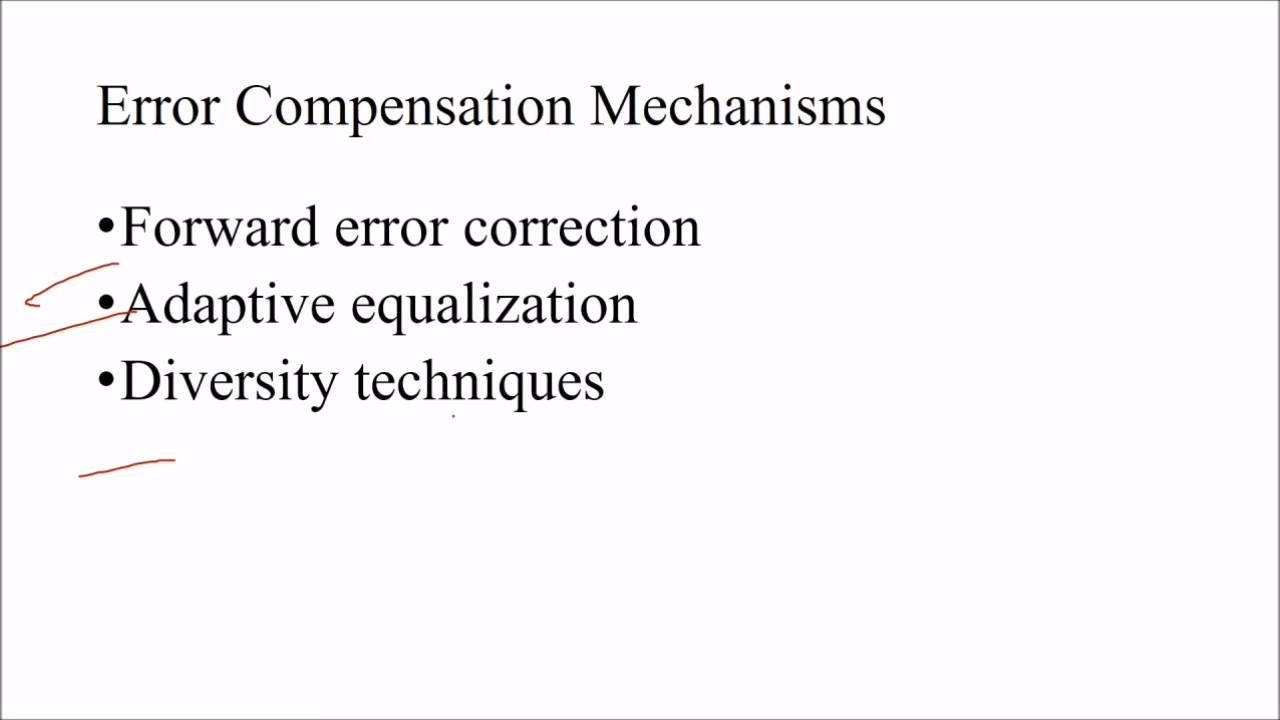 Error Compensation Mechanisms
•Forward error correction
•Adaptive equalization
•Diversity techniques